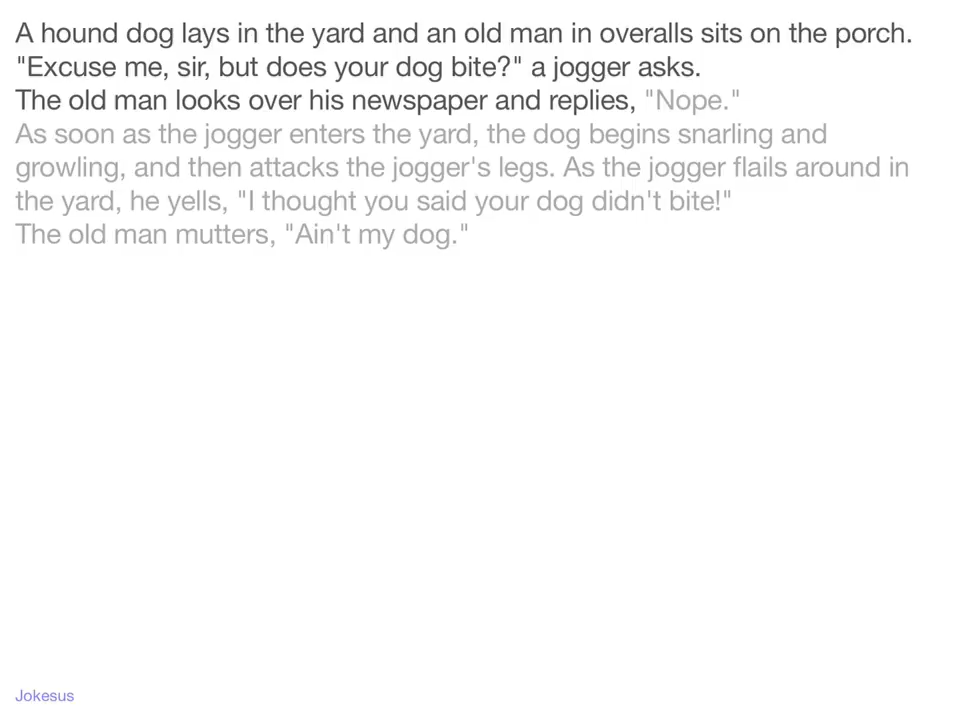 A hound dog lays in the yard and an old man in overalls sits on the porch.
"Excuse me, sir, but does your dog bite?" a jogger asks.
The old man looks over his newspaper and replies, "Nope."
As soon as the jogger enters the yard, the dog begins snarling and
growling, and then attacks the jogger's legs. As the jogger flails around in
the yard, he yells, "I thought you said your dog didn't bite!"
The old man mutters, "Ain't my dog."
Jokesus